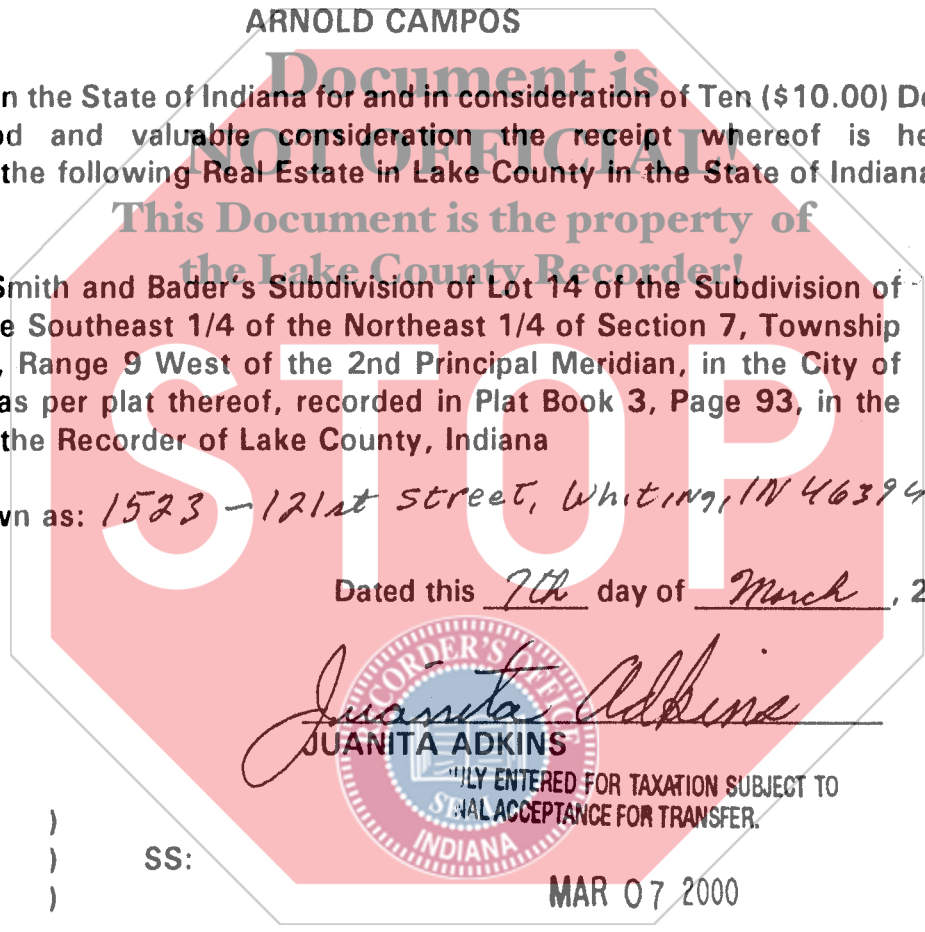 ARNOLD CAMPOS
Document is
n the State of Indiana for and in consideration of Ten ($10.00) D
od and valuable consideration the receipt whereof is he
NOT OFFICIAL!
the following Real Estate in Lake County in the State of Indiana
This Document is the property of
the Lake County Recorder!
Smith and Bader's Subdivision of Lot 14 of the Subdivision of
e Southeast 1/4 of the Northeast 1/4 of Section 7, Township
, Range 9 West of the 2nd Principal Meridian, in the City of
as per plat thereof, recorded in Plat Book 3, Page 93, in the
the Recorder of Lake County, Indiana
STOP
wn as: 1523 - 121st Street, Whiting, IN 46394
Dated this 7th day of March, 2
RECORDER'S OFFICE
Juanita Adkins
JUANITA ADKINS
ULY ENTERED FOR TAXATION SUBJECT TO
NAL ACCEPTANCE FOR TRANSFER.
SEAL
INDIANA
)
) SS:
)
MAR 07 2000